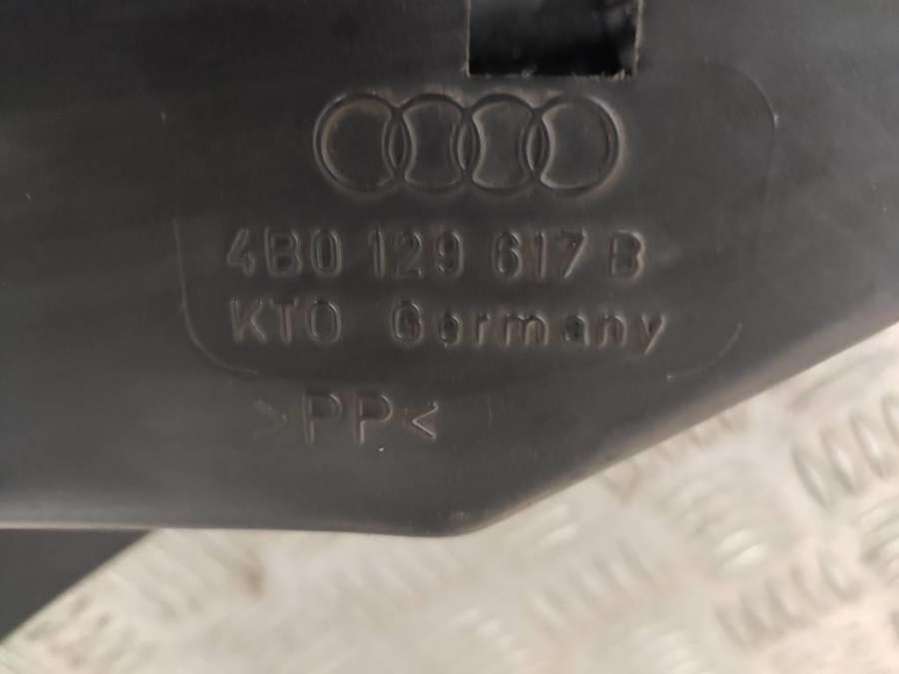 4B0 129 617 B
KTO Germany
>PP<